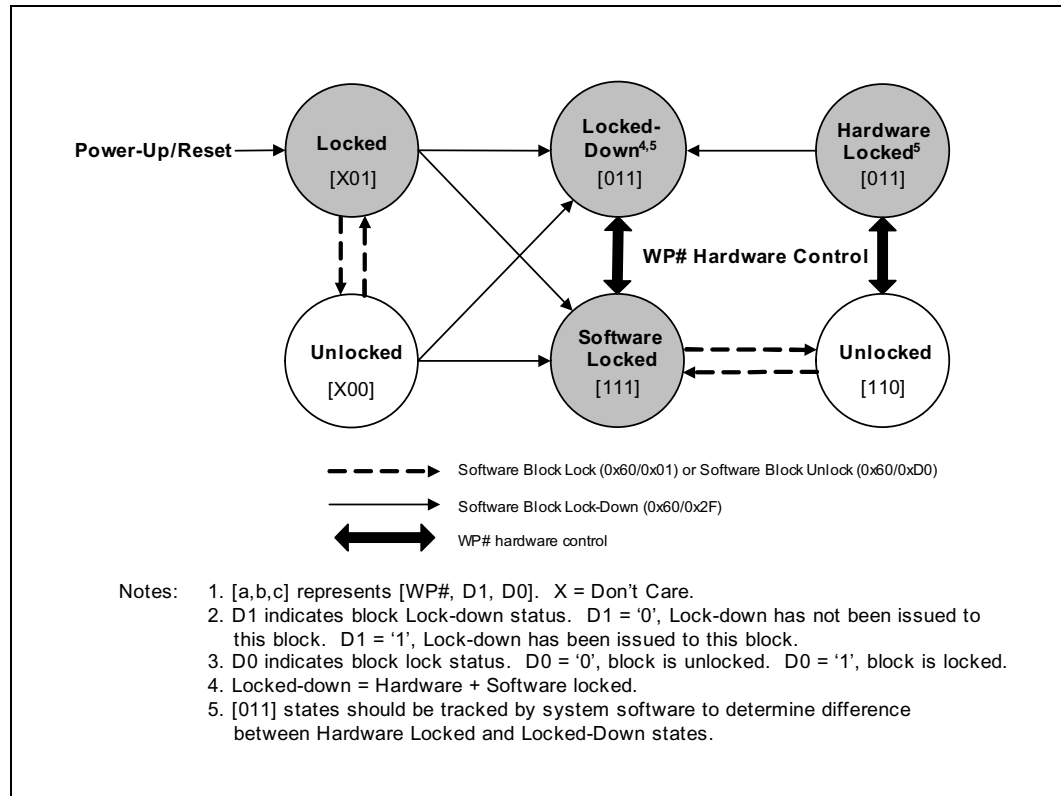 Power-Up/Reset
Locked
[X01]
Locked-
Down4,5
[011]
Hardware
Locked5
[011]
WP# Hardware Control
Unlocked
[X00]
Software
Locked
[111]
Unlocked
[110]
Software Block Lock (0x60/0x01) or Software Block Unlock (0x60/0xD0)
Software Block Lock-Down (0x60/0x2F)
WP# hardware control
Notes: 1. [a,b,c] represents [WP#, D1, D0]. X = Don't Care.
2. D1 indicates block Lock-down status. D1 = ‘0’, Lock-down has not been issued to
this block. D1 = ‘1’, Lock-down has been issued to this block.
3. D0 indicates block lock status. D0 = ‘0’, block is unlocked. D0 = ‘1’, block is locked.
4. Locked-down = Hardware + Software locked.
5. [011] states should be tracked by system software to determine difference
between Hardware Locked and Locked-Down states.